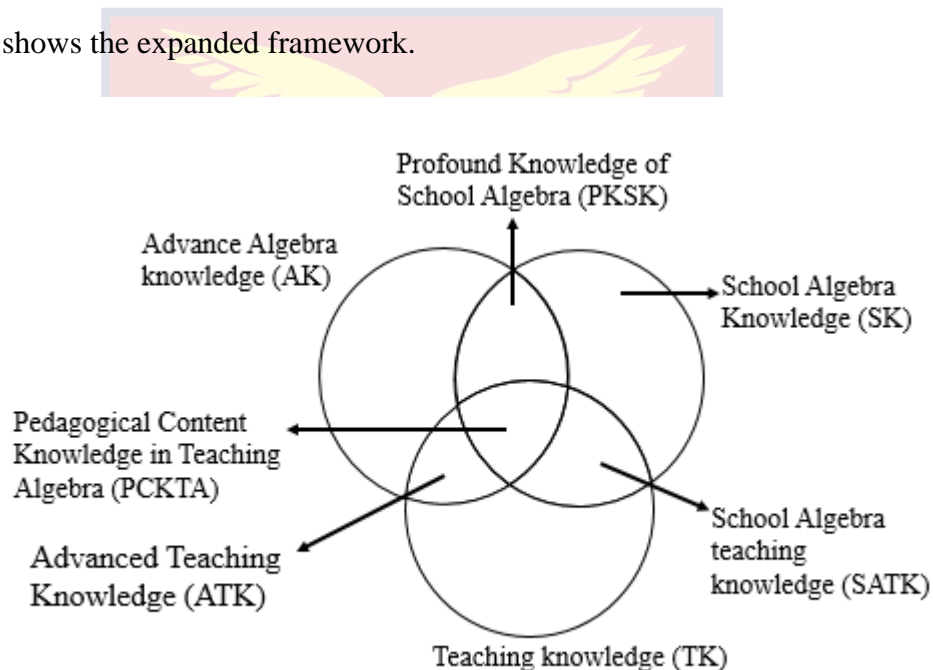 shows the expanded framework.
Profound Knowledge of
School Algebra (PKSK)
Advance Algebra
knowledge (AK)
School Algebra
Knowledge (SK)
Pedagogical Content
Knowledge in Teaching
Algebra (PCKTA)
Advanced Teaching
Knowledge (ATK)
School Algebra
teaching
knowledge (SATK)
Teaching knowledge (TK)